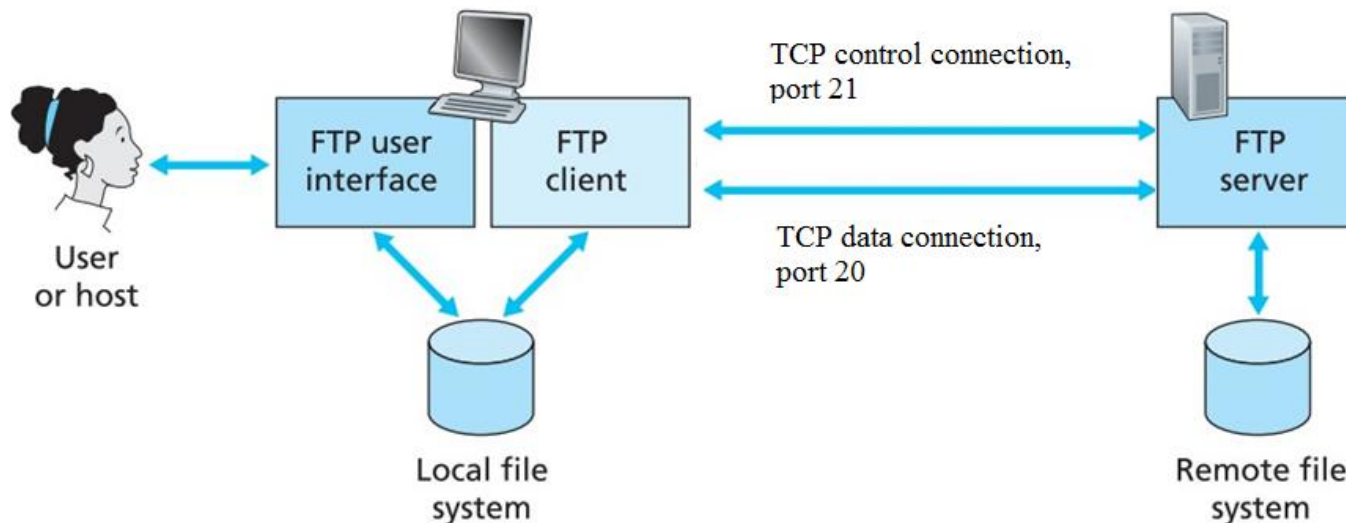 TCP control connection,
port 21
FTP user
interface
FTP
client
FTP
server
User
or host
TCP data connection,
port 20
Local file
system
Remote file
system